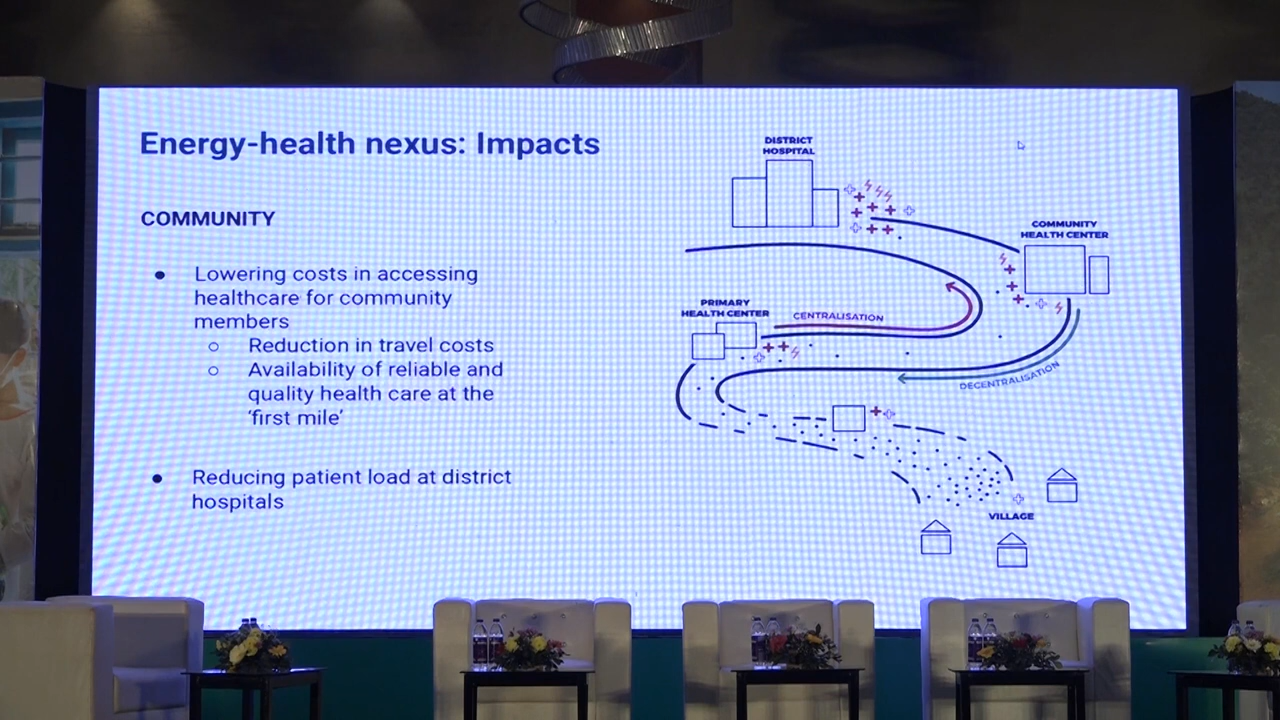 Energy-health nexus: Impacts
COMMUNITY
● Lowering costs in accessing
healthcare for community
members
○ Reduction in travel costs
○ Availability of reliable and
quality health care at the
‘first mile’
● Reducing patient load at district
hospitals
DISTRICT
HOSPITAL
COMMUNITY
HEALTH CENTER
PRIMARY
HEALTH CENTER
CENTRALISATION
DECENTRALISATION
VILLAGE